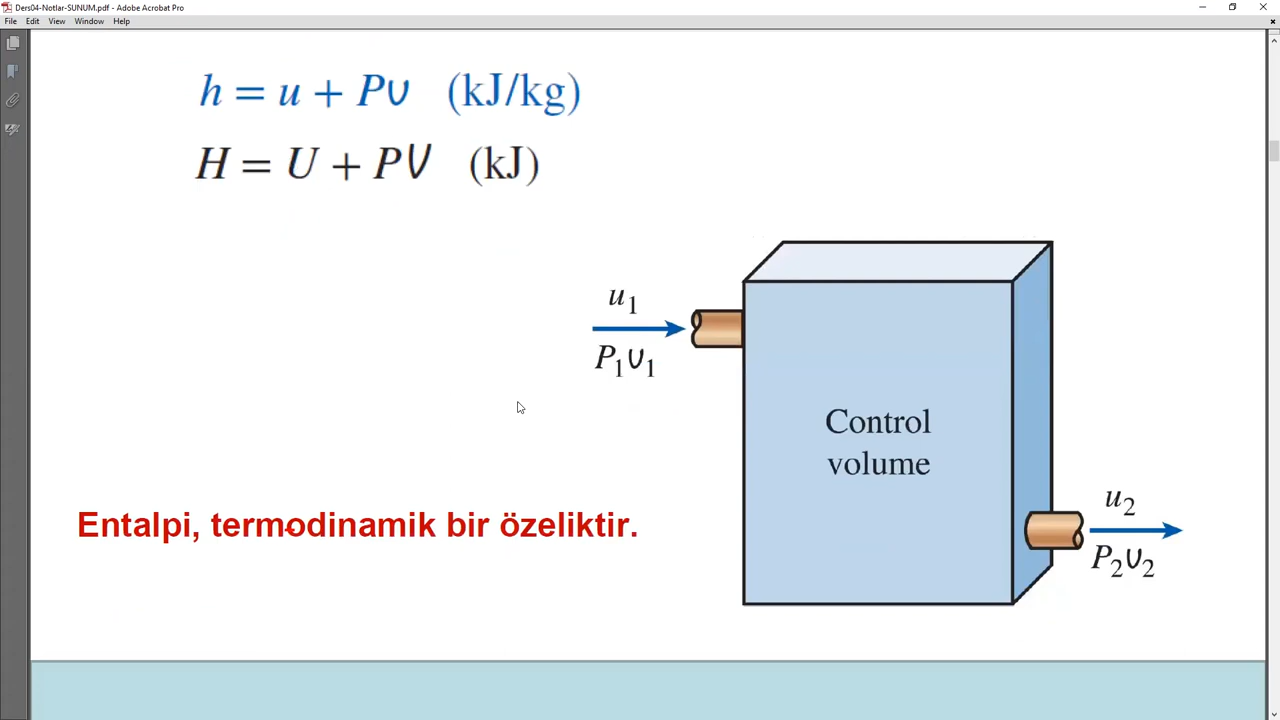 Ders04-Notlar-SUNUM.pdf - Adobe Acrobat Pro
File Edit View Window Help
h = u + Pυ (kJ/kg)
H = U + PV (kJ)
u₁
P₁υ₁
Control
volume
u₂
P₂υ₂
Entalpi, termodinamik bir özeliktir.